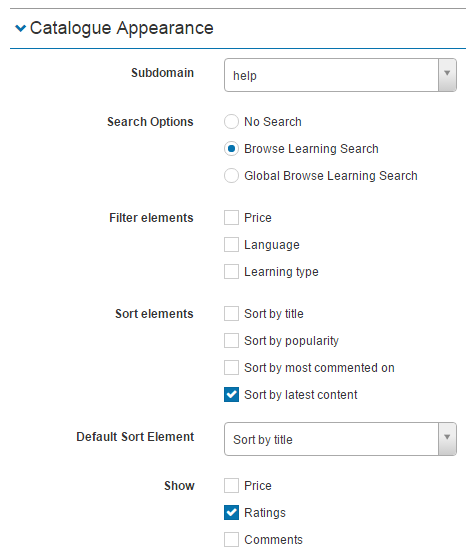 Catalogue Appearance
Subdomain help
Search Options No Search
Browse Learning Search
Global Browse Learning Search
Filter elements Price
Language
Learning type
Sort elements Sort by title
Sort by popularity
Sort by most commented on
Sort by latest content
Default Sort Element Sort by title
Show Price
Ratings
Comments